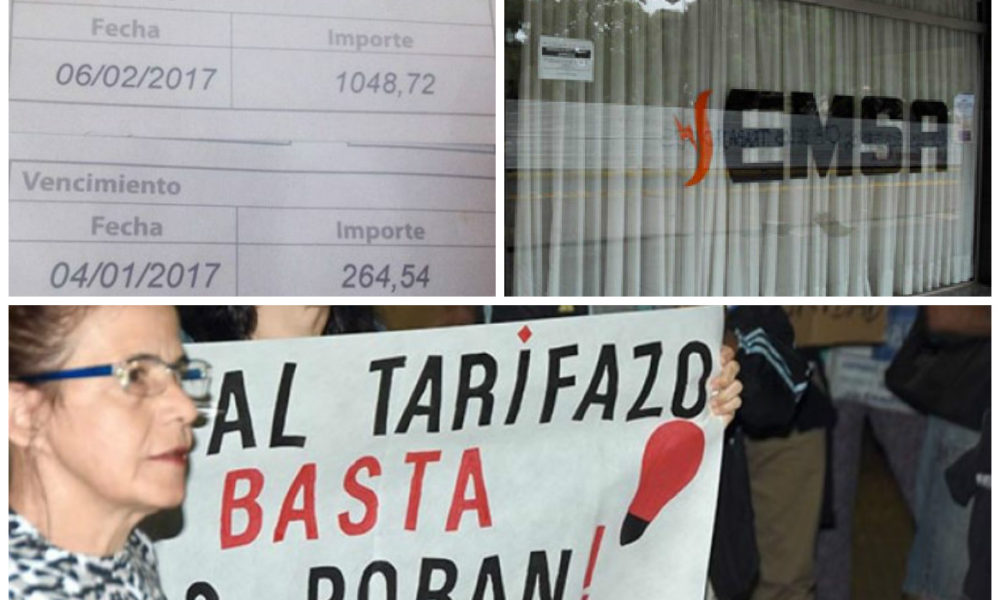 Fecha Importe
06/02/2017 1048,72
Vencimiento
Fecha Importe
04/01/2017 264,54
EMSA
AL TARIFAZO
BASTA
ROBAN!